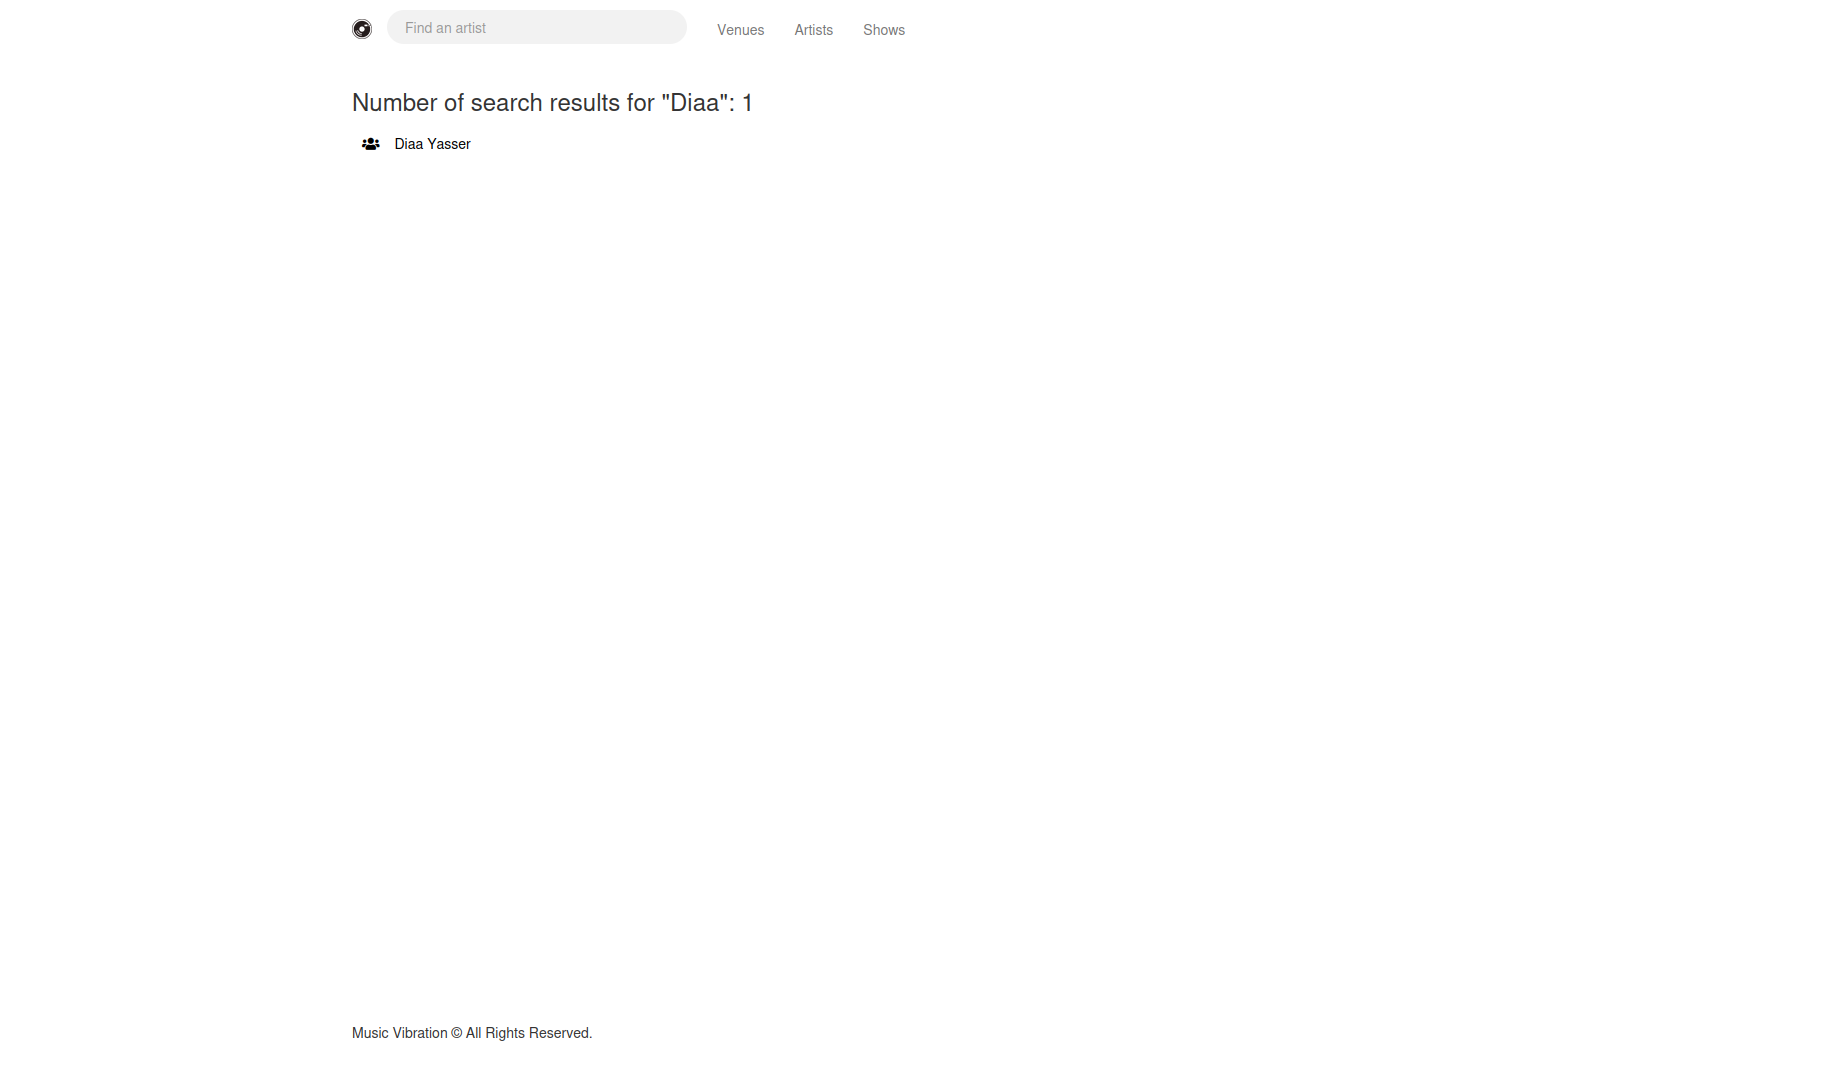 Find an artist Venues Artists Shows
Number of search results for "Diaa": 1
Diaa Yasser
Music Vibration © All Rights Reserved.